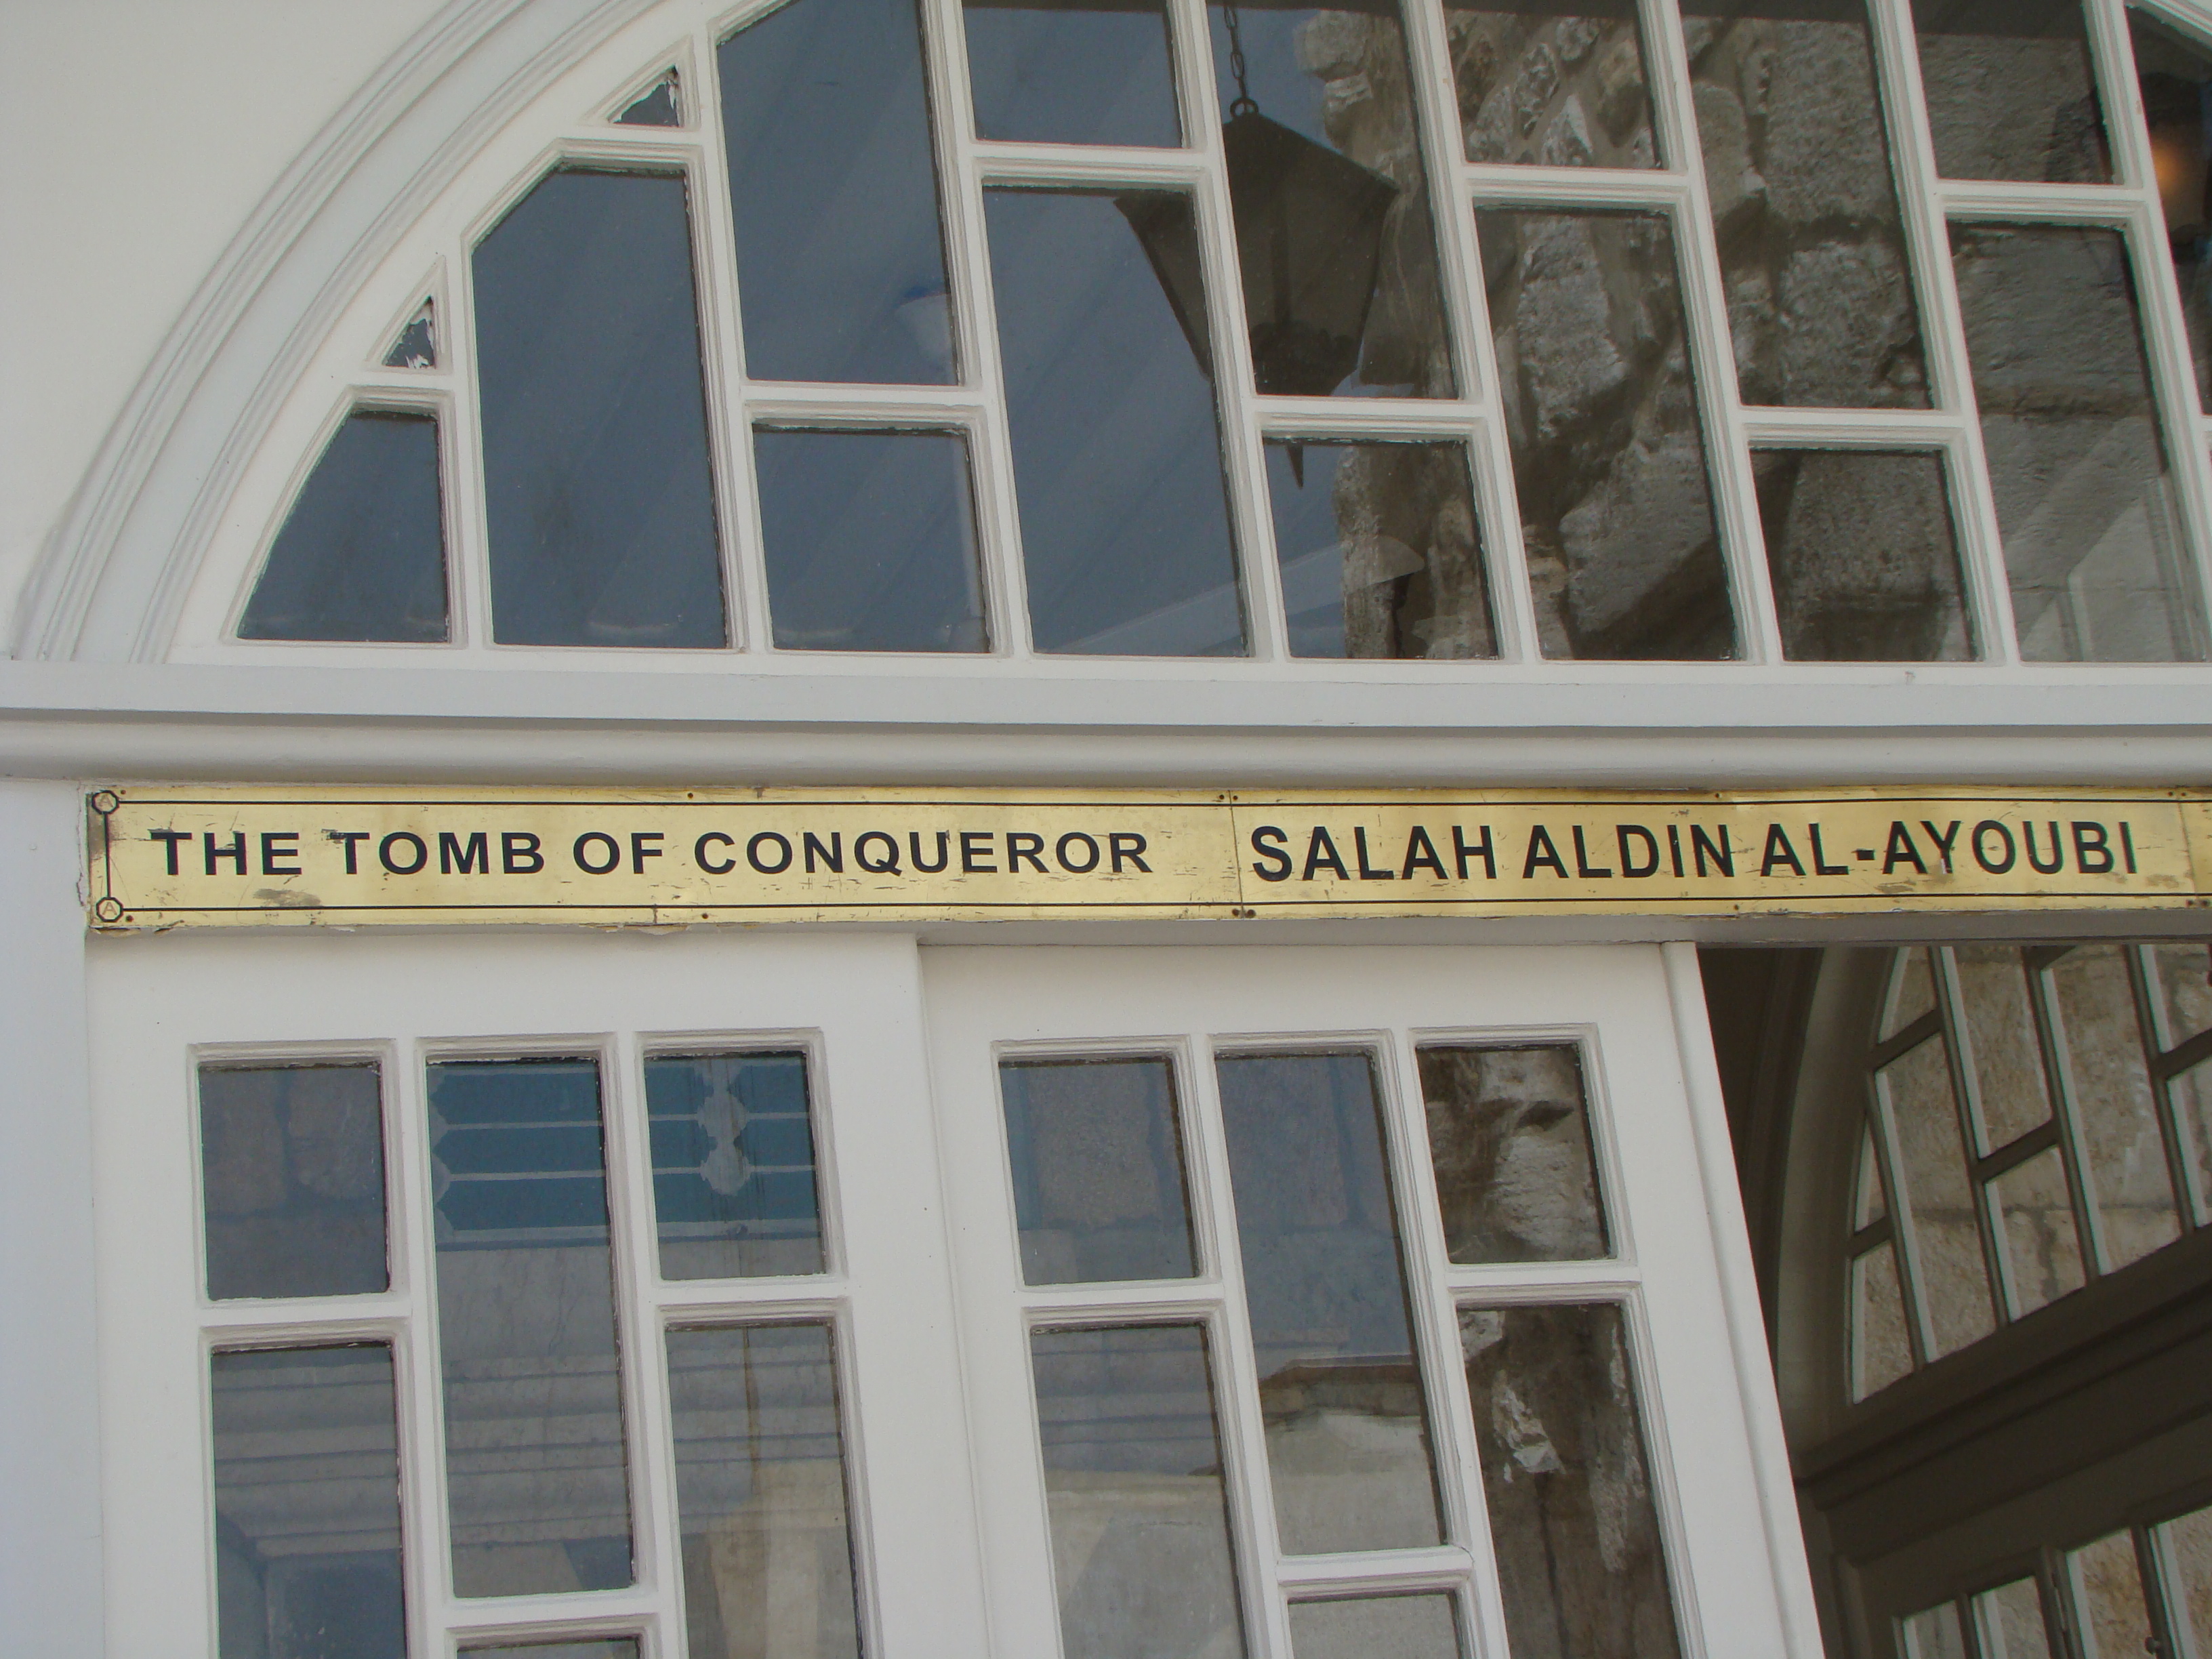 THE TOMB OF CONQUEROR SALAH ALDIN AL-AYOUBI